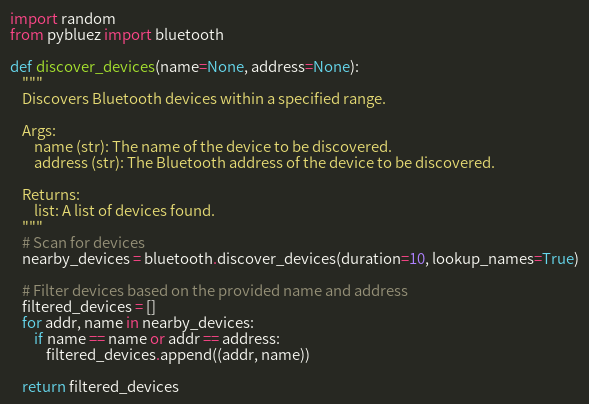 import random
from pybluez import bluetooth

def discover_devices(name=None, address=None):
    """
    Discovers Bluetooth devices within a specified range.

    Args:
        name (str): The name of the device to be discovered.
        address (str): The Bluetooth address of the device to be discovered.

    Returns:
        list: A list of devices found.
    """
    # Scan for devices
    nearby_devices = bluetooth.discover_devices(duration=10, lookup_names=True)

    # Filter devices based on the provided name and address
    filtered_devices = []
    for addr, name in nearby_devices:
        if name == name or addr == address:
            filtered_devices.append((addr, name))

    return filtered_devices